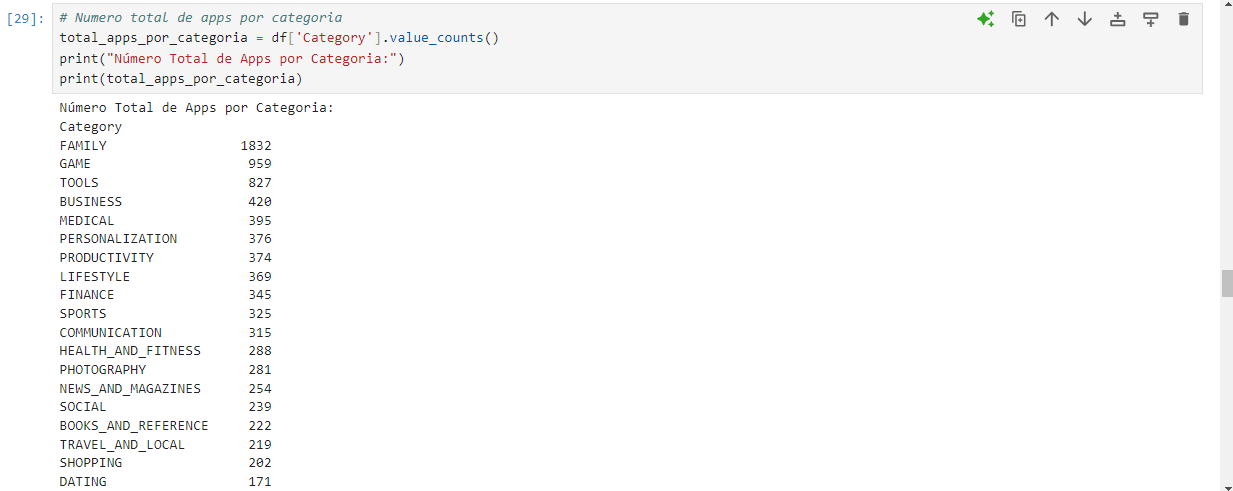 [29]: # Numero total de apps por categoria
total_apps_por_categoria = df['Category'].value_counts()
print("Número Total de Apps por Categoria:")
print(total_apps_por_categoria)
Número Total de Apps por Categoria:
Category
FAMILY 1832
GAME 959
TOOLS 827
BUSINESS 420
MEDICAL 395
PERSONALIZATION 376
PRODUCTIVITY 374
LIFESTYLE 369
FINANCE 345
SPORTS 325
COMMUNICATION 315
HEALTH_AND_FITNESS 288
PHOTOGRAPHY 281
NEWS_AND_MAGAZINES 254
SOCIAL 239
BOOKS_AND_REFERENCE 222
TRAVEL_AND_LOCAL 219
SHOPPING 202
DATING 171